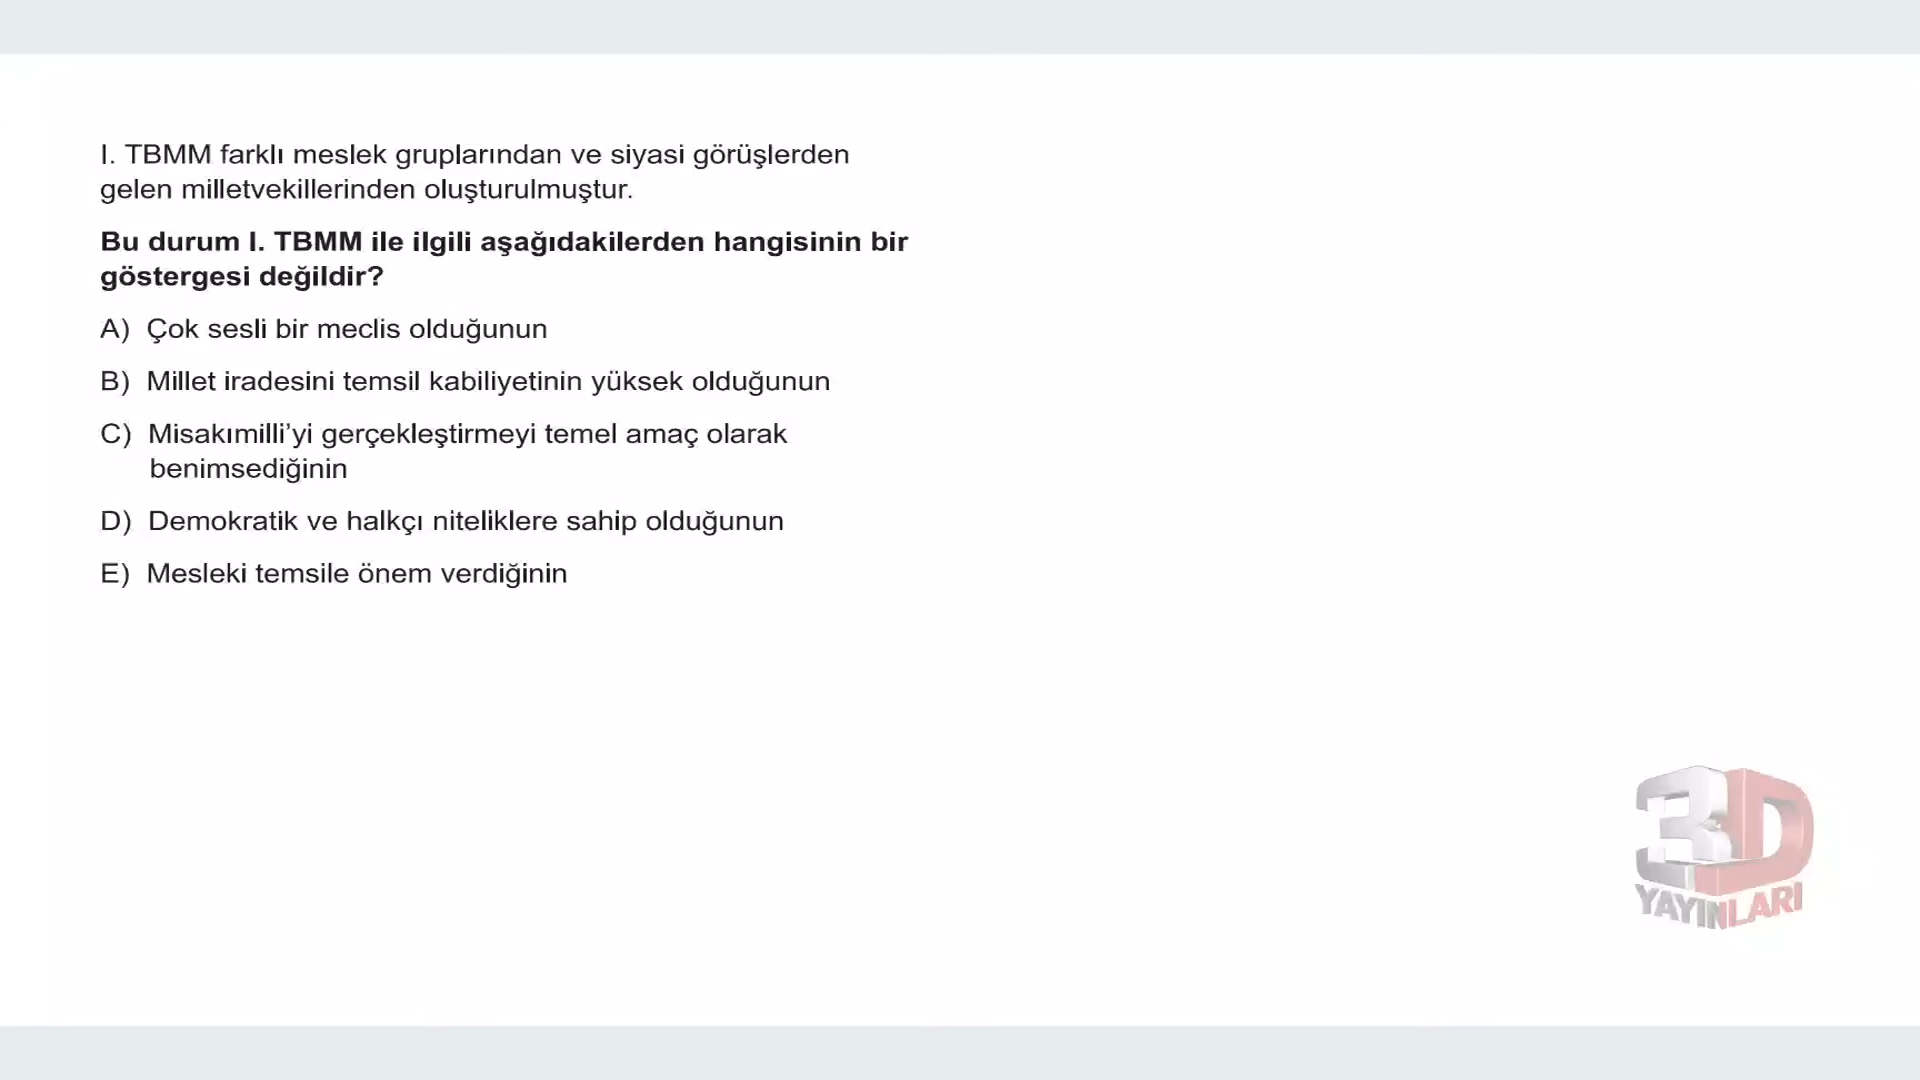 I. TBMM farklı meslek gruplarından ve siyasi görüşlerden
gelen milletvekillerinden oluşturulmuştur.
Bu durum I. TBMM ile ilgili aşağıdakilerden hangisinin bir
göstergesi değildir?
A) Çok sesli bir meclis olduğunun
B) Millet iradesini temsil kabiliyetinin yüksek olduğunun
C) Misakımilli’yi gerçekleştirmeyi temel amaç olarak
benimsediğinin
D) Demokratik ve halkçı niteliklere sahip olduğunun
E) Mesleki temsile önem verdiğinin
3D
YAYINLARI